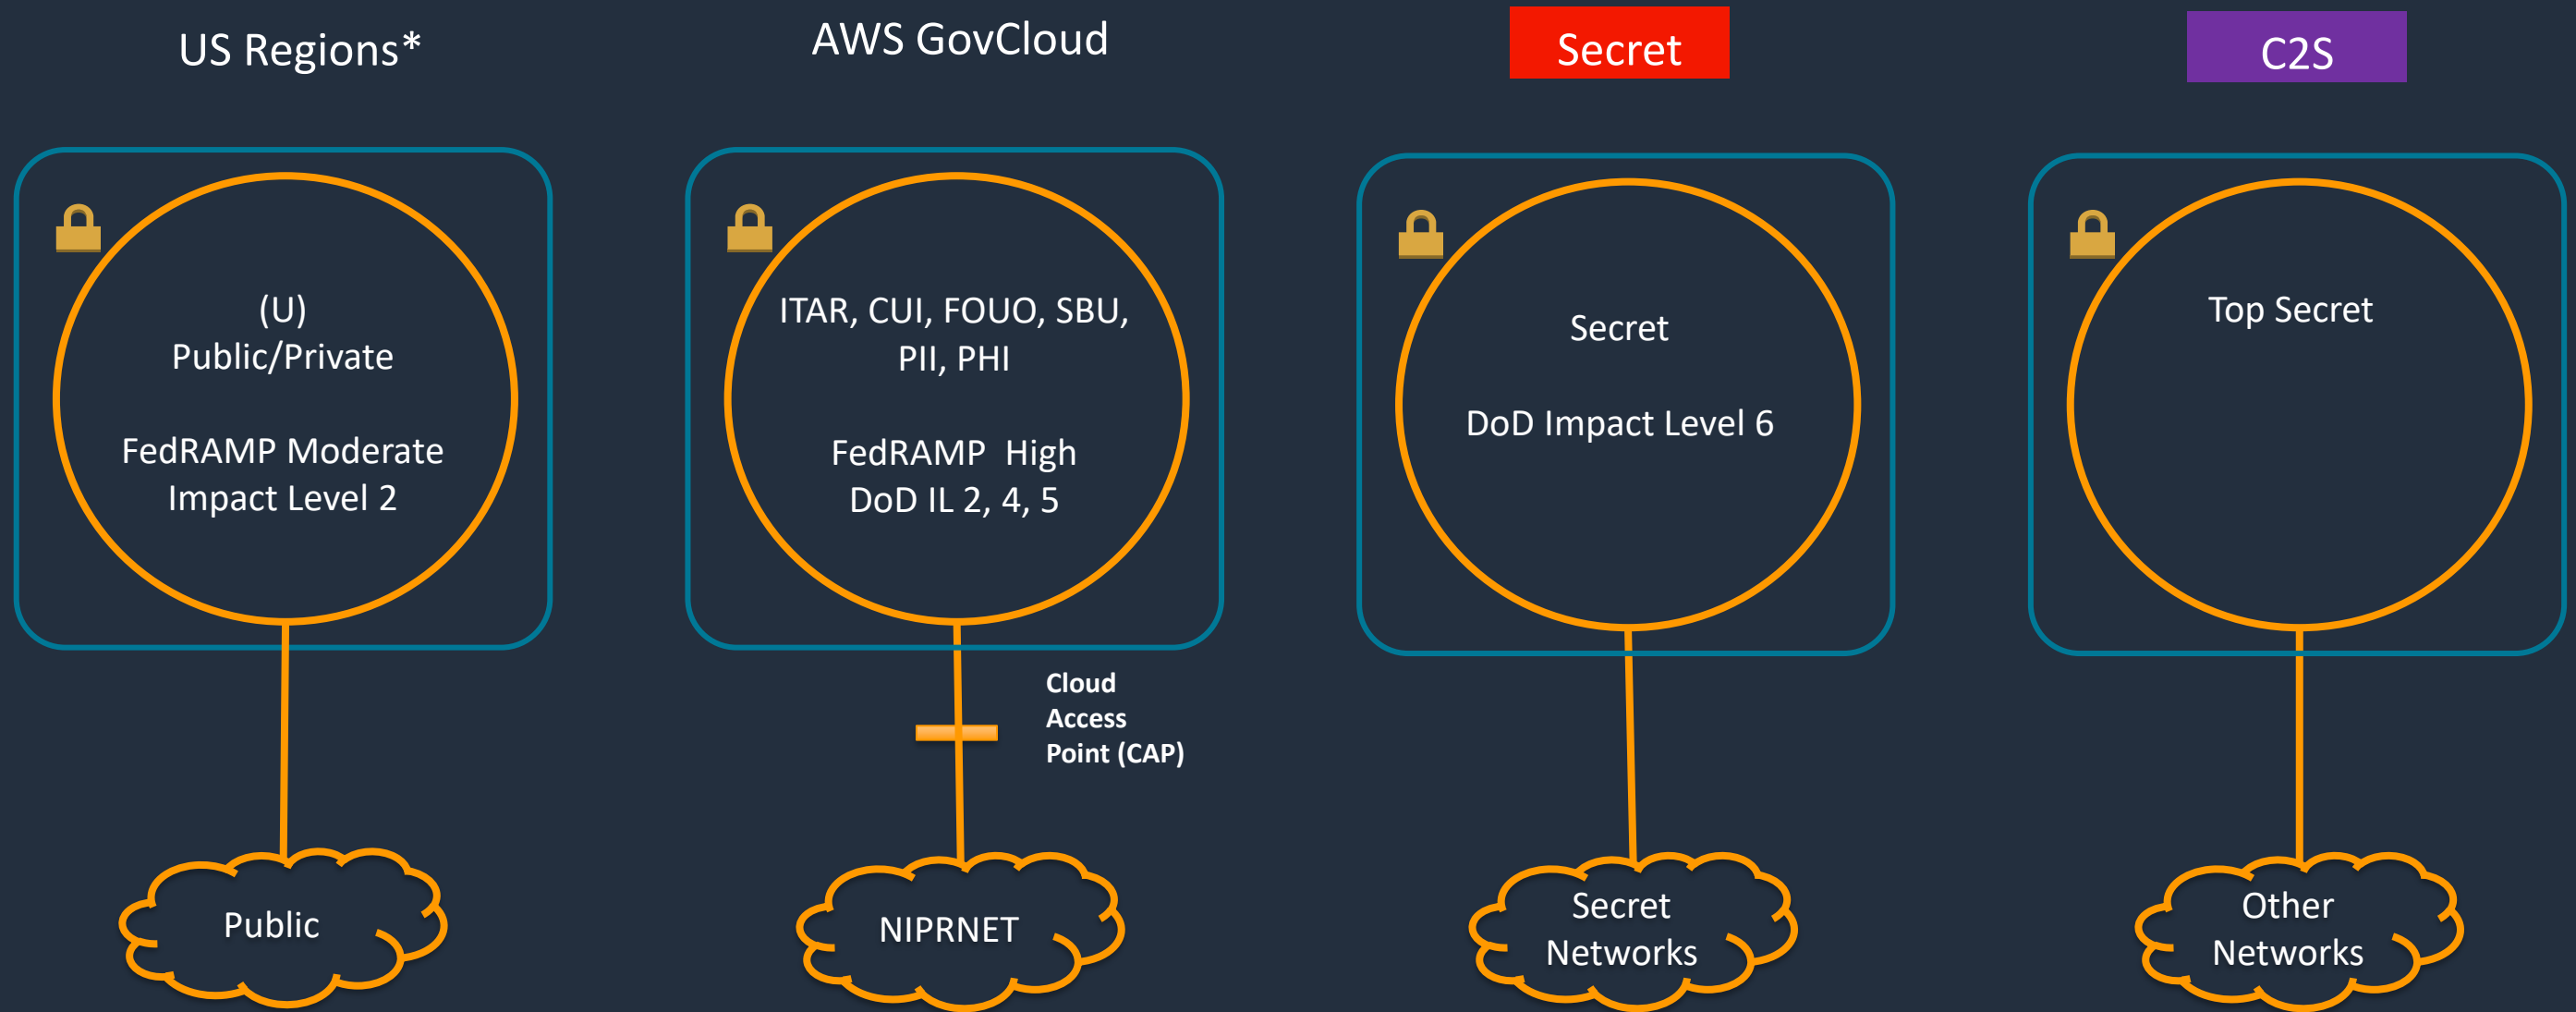 US Regions*
AWS GovCloud
Secret
C2S
(U)
Public/Private
FedRAMP Moderate
Impact Level 2
ITAR, CUI, FOUO, SBU,
PII, PHI
FedRAMP  High
DoD IL 2, 4, 5
Secret
DoD Impact Level 6
Top Secret
Cloud
Access
Point (CAP)
Public
NIPRNET
Secret
Networks
Other
Networks